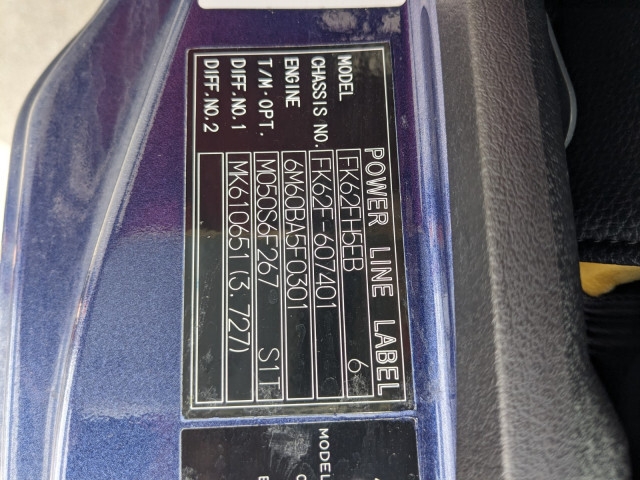 POWER LINE LABEL
MODEL FK62FH5EB 6
CHASSIS NO. FK62F-607401
ENGINE 6M60BA5F0301
T/M·OPT. M050S6F267 S1T
DIFF.NO.1 MK610651(3.727)
DIFF.NO.2
MODEL